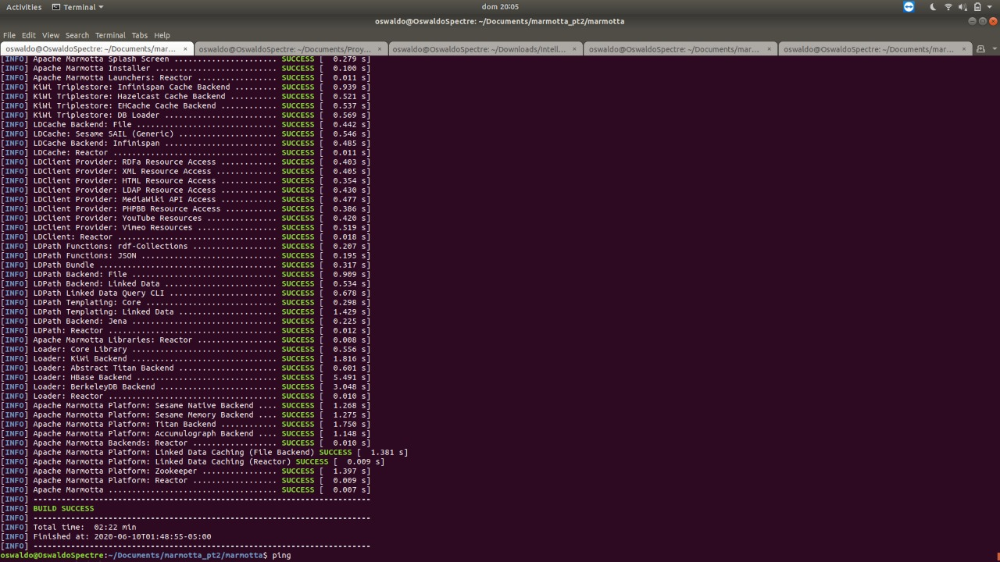 Activities Terminal dom 20:05
oswaldo@OswaldoSpectre: ~/Documents/marmotta_pt2/marmotta
File Edit View Search Terminal Tabs Help
oswaldo@OswaldoSpectre: ~/Documents/mar... × oswaldo@OswaldoSpectre: ~/Documents/Proy... × oswaldo@OswaldoSpectre: ~/Downloads/Intell... × oswaldo@OswaldoSpectre: ~/Documents/mar... × oswaldo@OswaldoSpectre: ~/Documents/mar... ×
[INFO] Apache Marmotta Splash Screen ...................... SUCCESS [  0.279 s]
[INFO] Apache Marmotta Installer .......................... SUCCESS [  0.100 s]
[INFO] Apache Marmotta Launchers: Reactor ................. SUCCESS [  0.011 s]
[INFO] KiWi Triplestore: Infinispan Cache Backend ......... SUCCESS [  0.939 s]
[INFO] KiWi Triplestore: Hazelcast Cache Backend .......... SUCCESS [  0.521 s]
[INFO] KiWi Triplestore: EHCache Cache Backend ............ SUCCESS [  0.537 s]
[INFO] KiWi Triplestore: DB Loader ........................ SUCCESS [  0.569 s]
[INFO] LDCache Backend: File .............................. SUCCESS [  0.442 s]
[INFO] LDCache: Sesame SAIL (Generic) ..................... SUCCESS [  0.546 s]
[INFO] LDCache Backend: Infinispan ........................ SUCCESS [  0.485 s]
[INFO] LDCache: Reactor ................................... SUCCESS [  0.011 s]
[INFO] LDClient Provider: RDFa Resource Access ............ SUCCESS [  0.403 s]
[INFO] LDClient Provider: XML Resource Access ............. SUCCESS [  0.405 s]
[INFO] LDClient Provider: HTML Resource Access ............ SUCCESS [  0.354 s]
[INFO] LDClient Provider: LDAP Resource Access ............ SUCCESS [  0.430 s]
[INFO] LDClient Provider: MediaWiki API Access ............ SUCCESS [  0.477 s]
[INFO] LDClient Provider: PHPBB Resource Access ........... SUCCESS [  0.386 s]
[INFO] LDClient Provider: YouTube Resources ............... SUCCESS [  0.420 s]
[INFO] LDClient Provider: Vimeo Resources ................. SUCCESS [  0.519 s]
[INFO] LDClient: Reactor .................................. SUCCESS [  0.018 s]
[INFO] LDPath Functions: rdf-Collections .................. SUCCESS [  0.207 s]
[INFO] LDPath Functions: JSON ............................. SUCCESS [  0.195 s]
[INFO] LDPath Bundle ...................................... SUCCESS [  0.317 s]
[INFO] LDPath Backend: File ............................... SUCCESS [  0.909 s]
[INFO] LDPath Backend: Linked Data ........................ SUCCESS [  0.534 s]
[INFO] LDPath Linked Data Query CLI ....................... SUCCESS [  0.678 s]
[INFO] LDPath Templating: Core ............................ SUCCESS [  0.298 s]
[INFO] LDPath Templating: Linked Data ..................... SUCCESS [  1.429 s]
[INFO] LDPath Backend: Jena ............................... SUCCESS [  0.225 s]
[INFO] LDPath: Reactor .................................... SUCCESS [  0.012 s]
[INFO] Apache Marmotta Libraries: Reactor ................. SUCCESS [  0.008 s]
[INFO] Loader: Core Library ............................... SUCCESS [  0.556 s]
[INFO] Loader: KiWi Backend ............................... SUCCESS [  1.816 s]
[INFO] Loader: Abstract Titan Backend ..................... SUCCESS [  0.601 s]
[INFO] Loader: HBase Backend .............................. SUCCESS [  5.491 s]
[INFO] Loader: BerkeleyDB Backend ......................... SUCCESS [  3.048 s]
[INFO] Loader: Reactor .................................... SUCCESS [  0.010 s]
[INFO] Apache Marmotta Platform: Sesame Native Backend .... SUCCESS [  1.268 s]
[INFO] Apache Marmotta Platform: Sesame Memory Backend .... SUCCESS [  1.275 s]
[INFO] Apache Marmotta Platform: Titan Backend ............ SUCCESS [  1.750 s]
[INFO] Apache Marmotta Platform: Accumulograph Backend .... SUCCESS [  1.148 s]
[INFO] Apache Marmotta Backends: Reactor .................. SUCCESS [  0.010 s]
[INFO] Apache Marmotta Platform: Linked Data Caching (File Backend) SUCCESS [  1.381 s]
[INFO] Apache Marmotta Platform: Linked Data Caching (Reactor) SUCCESS [  0.009 s]
[INFO] Apache Marmotta Platform: Zookeeper ................ SUCCESS [  1.397 s]
[INFO] Apache Marmotta Platform: Reactor .................. SUCCESS [  0.009 s]
[INFO] Apache Marmotta .................................... SUCCESS [  0.007 s]
[INFO] ------------------------------------------------------------------------
[INFO] BUILD SUCCESS
[INFO] ------------------------------------------------------------------------
[INFO] Total time:  02:22 min
[INFO] Finished at: 2020-06-10T01:48:55-05:00
[INFO] ------------------------------------------------------------------------
oswaldo@OswaldoSpectre:~/Documents/marmotta_pt2/marmotta$ ping